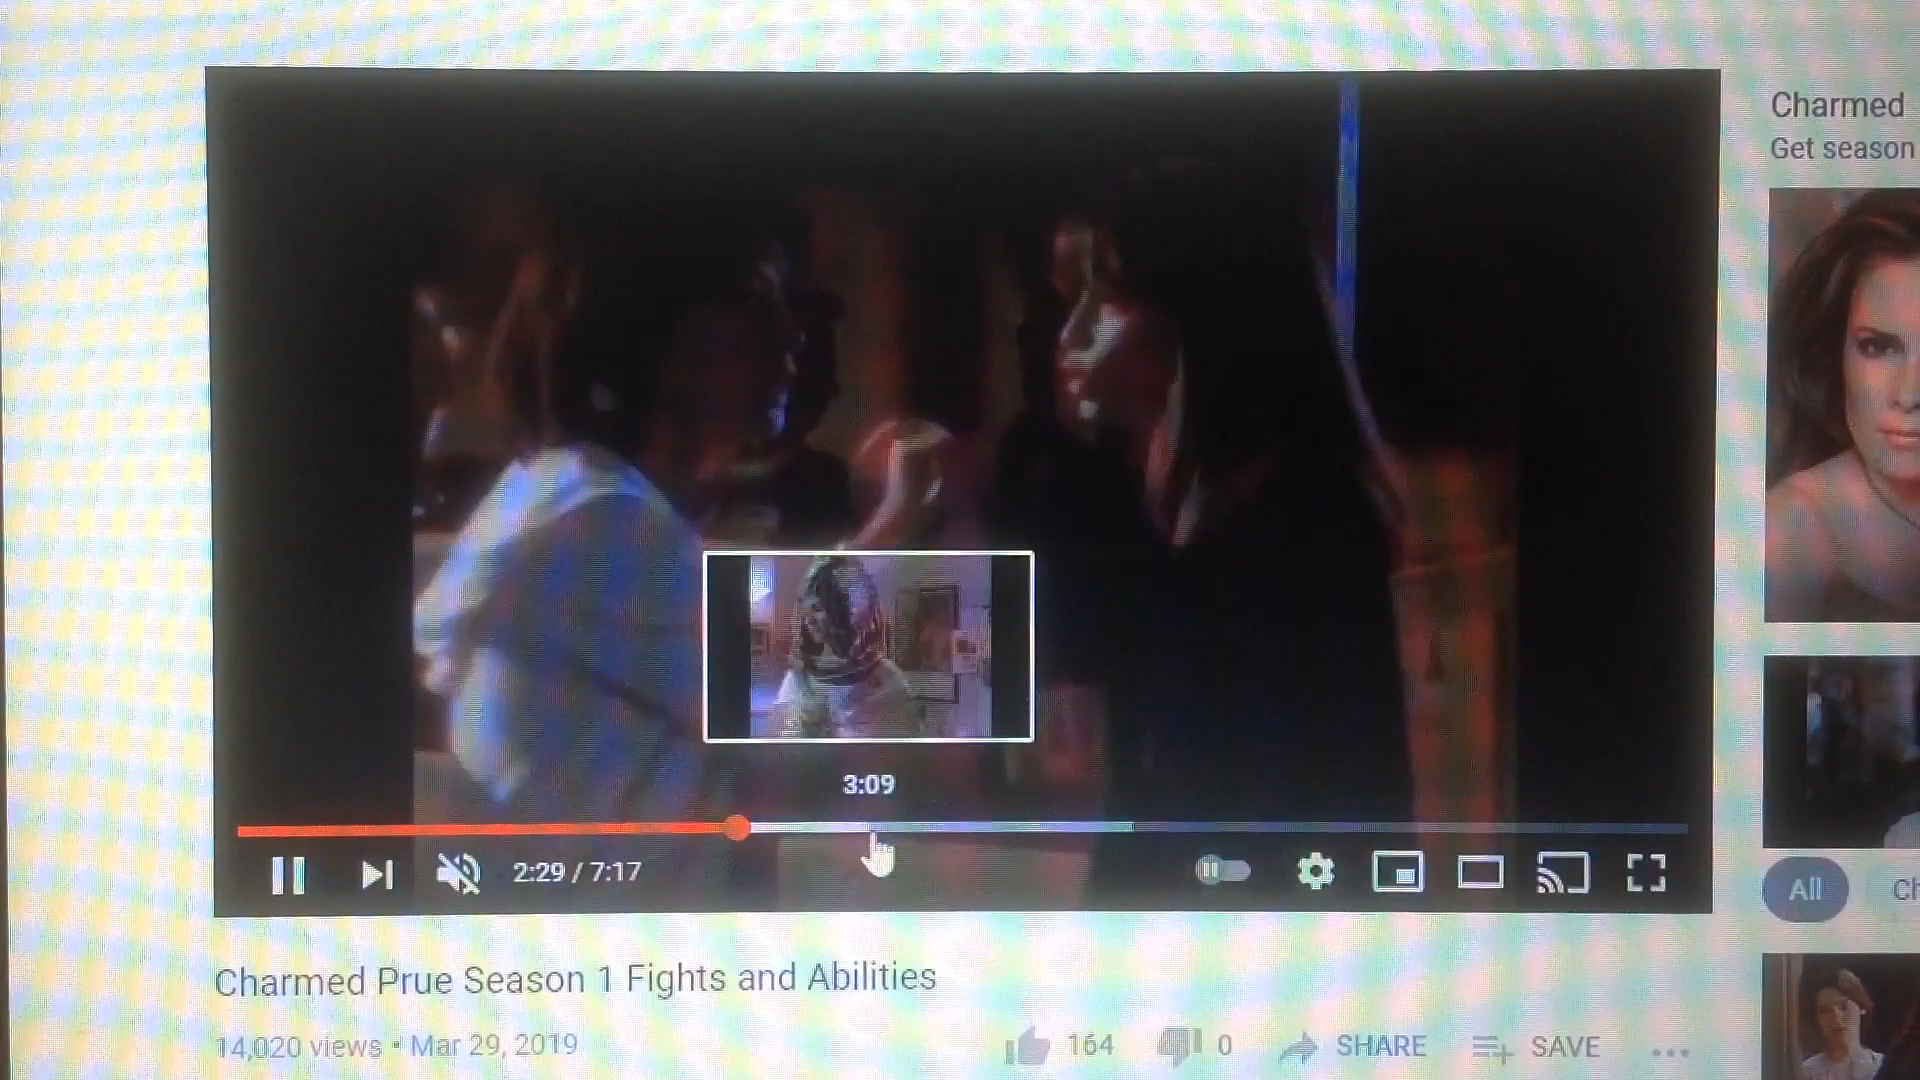 Charmed
Get season
3:09
2:29 / 7:17
All
Charmed Prue Season 1 Fights and Abilities
14,020 views • Mar 29, 2019
164
0
SHARE
SAVE